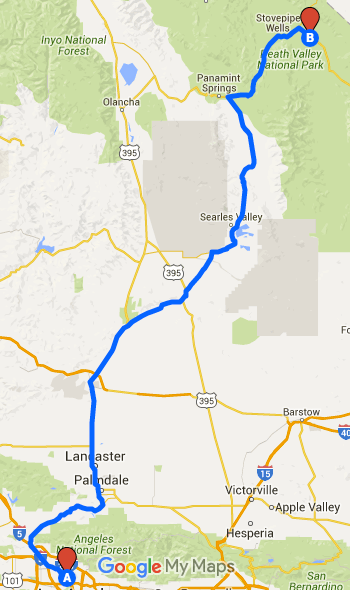 Stovepipe
Wells
B
Inyo National
Forest
Death Valley
National Park
Panamint
Springs
Olancha
395
Searles Valley
395
395
Barstow
40
15
Lancaster
Palmdale
Victorville
Apple Valley
5
Hesperia
Angeles
National Forest
Google My Maps
San
Bernardino
101
A